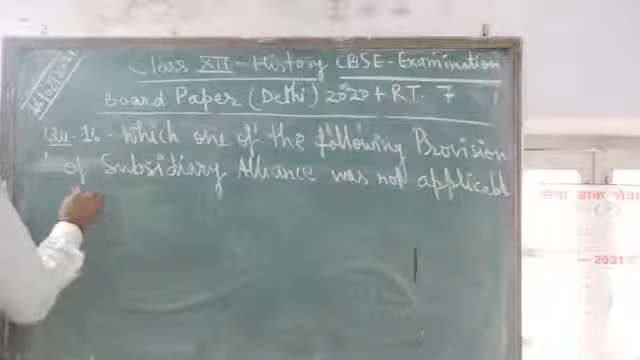 Class XII - History CBSE - Examination
Board Paper (Delhi) 2020 + RT. 7
Qu. 16 - Which one of the following Provision
of Subsidiary Alliance was not applicabl
सेना डाक सेवा
2021